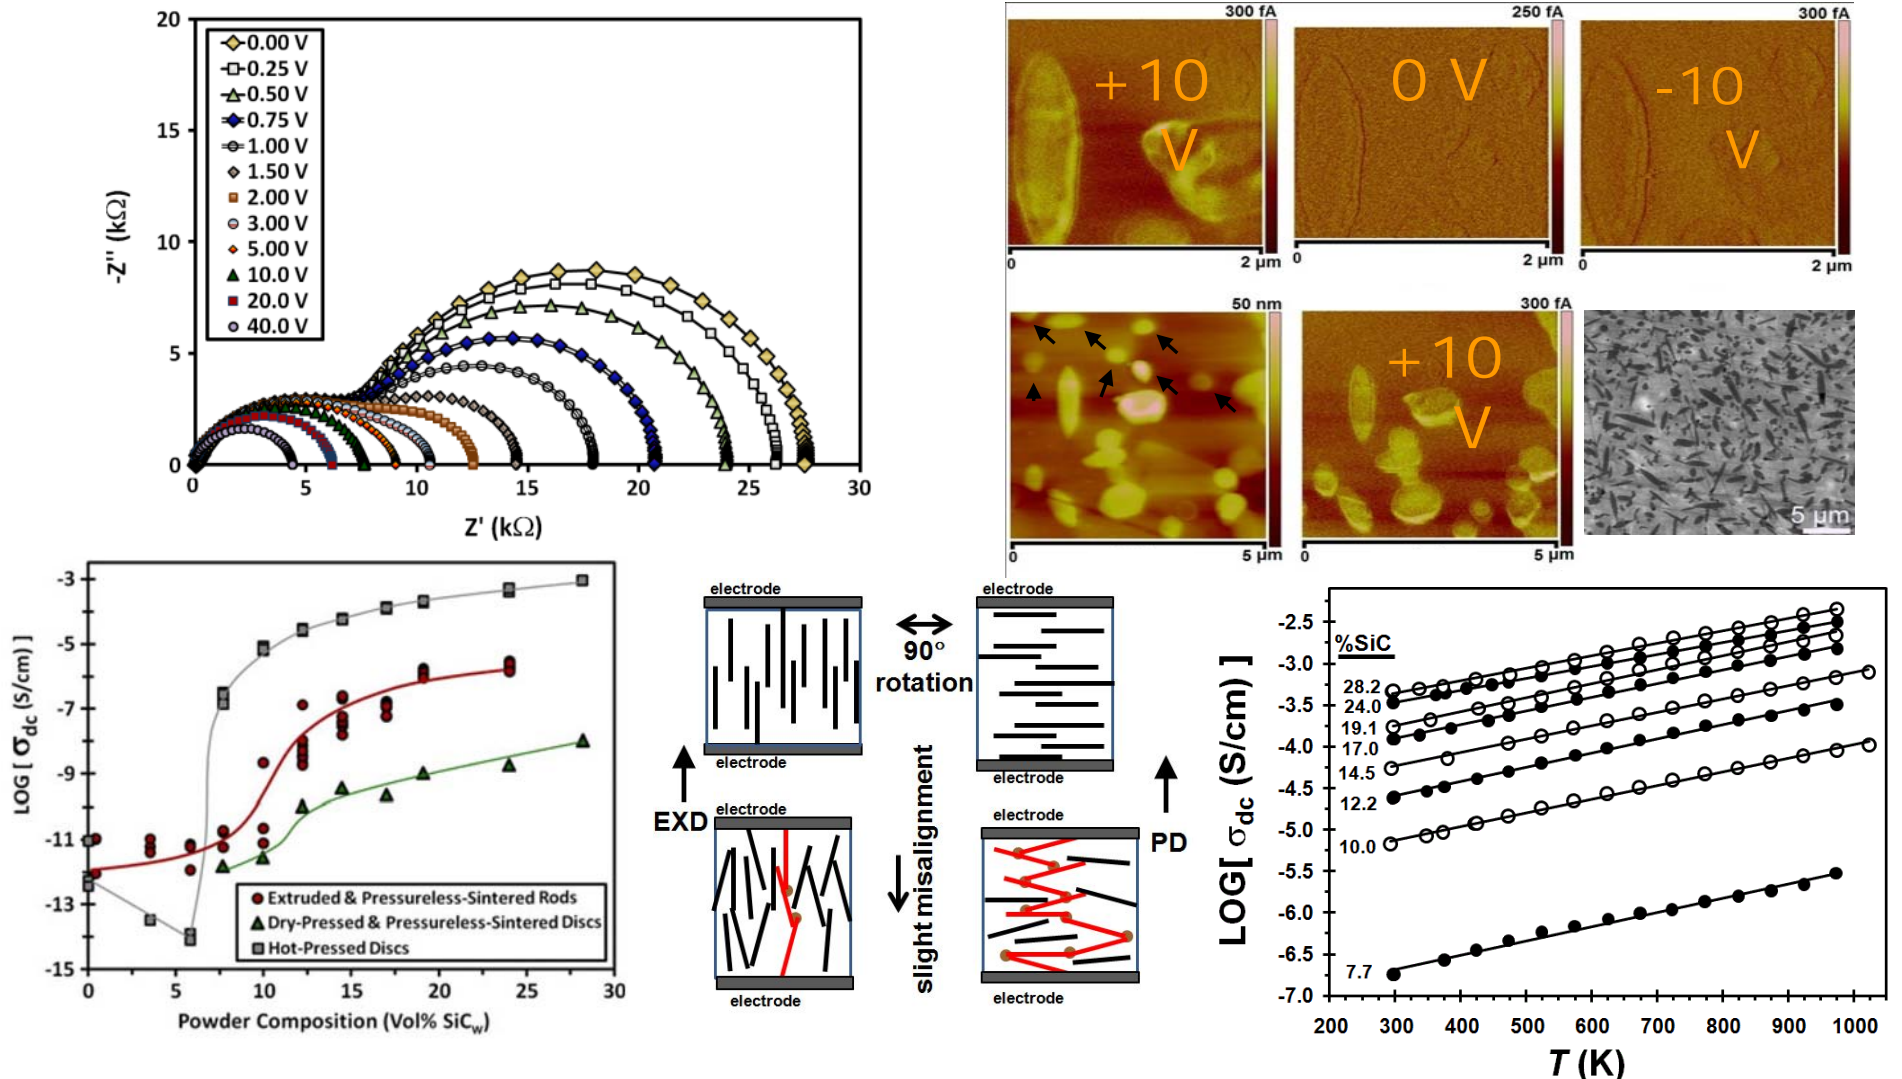 20
15
10
5
0
-Z'' (kΩ)
0.00 V
0.25 V
0.50 V
0.75 V
1.00 V
1.50 V
2.00 V
3.00 V
5.00 V
10.0 V
20.0 V
40.0 V
0 5 10 15 20 25 30
Z' (kΩ)
300 fA
+10
V
0 2 µm
250 fA
0 V
0 2 µm
300 fA
-10
V
0 2 µm
50 nm
0 5 µm
300 fA
+10
V
0 5 µm
5 µm
-3
-5
-7
-9
-11
-13
-15
LOG[ σdc (S/cm) ]
Extruded & Pressureless-Sintered Rods
Dry-Pressed & Pressureless-Sintered Discs
Hot-Pressed Discs
0 5 10 15 20 25 30
Powder Composition (Vol% SiCw)
electrode
electrode
90°
rotation
electrode
electrode
EXD
slight misalignment
PD
electrode
electrode
electrode
electrode
-2.5
-3.0
-3.5
-4.0
-4.5
-5.0
-5.5
-6.0
-6.5
-7.0
LOG[ σdc (S/cm) ]
%SiC
28.2
24.0
19.1
17.0
14.5
12.2
10.0
7.7
200 300 400 500 600 700 800 900 1000
T (K)